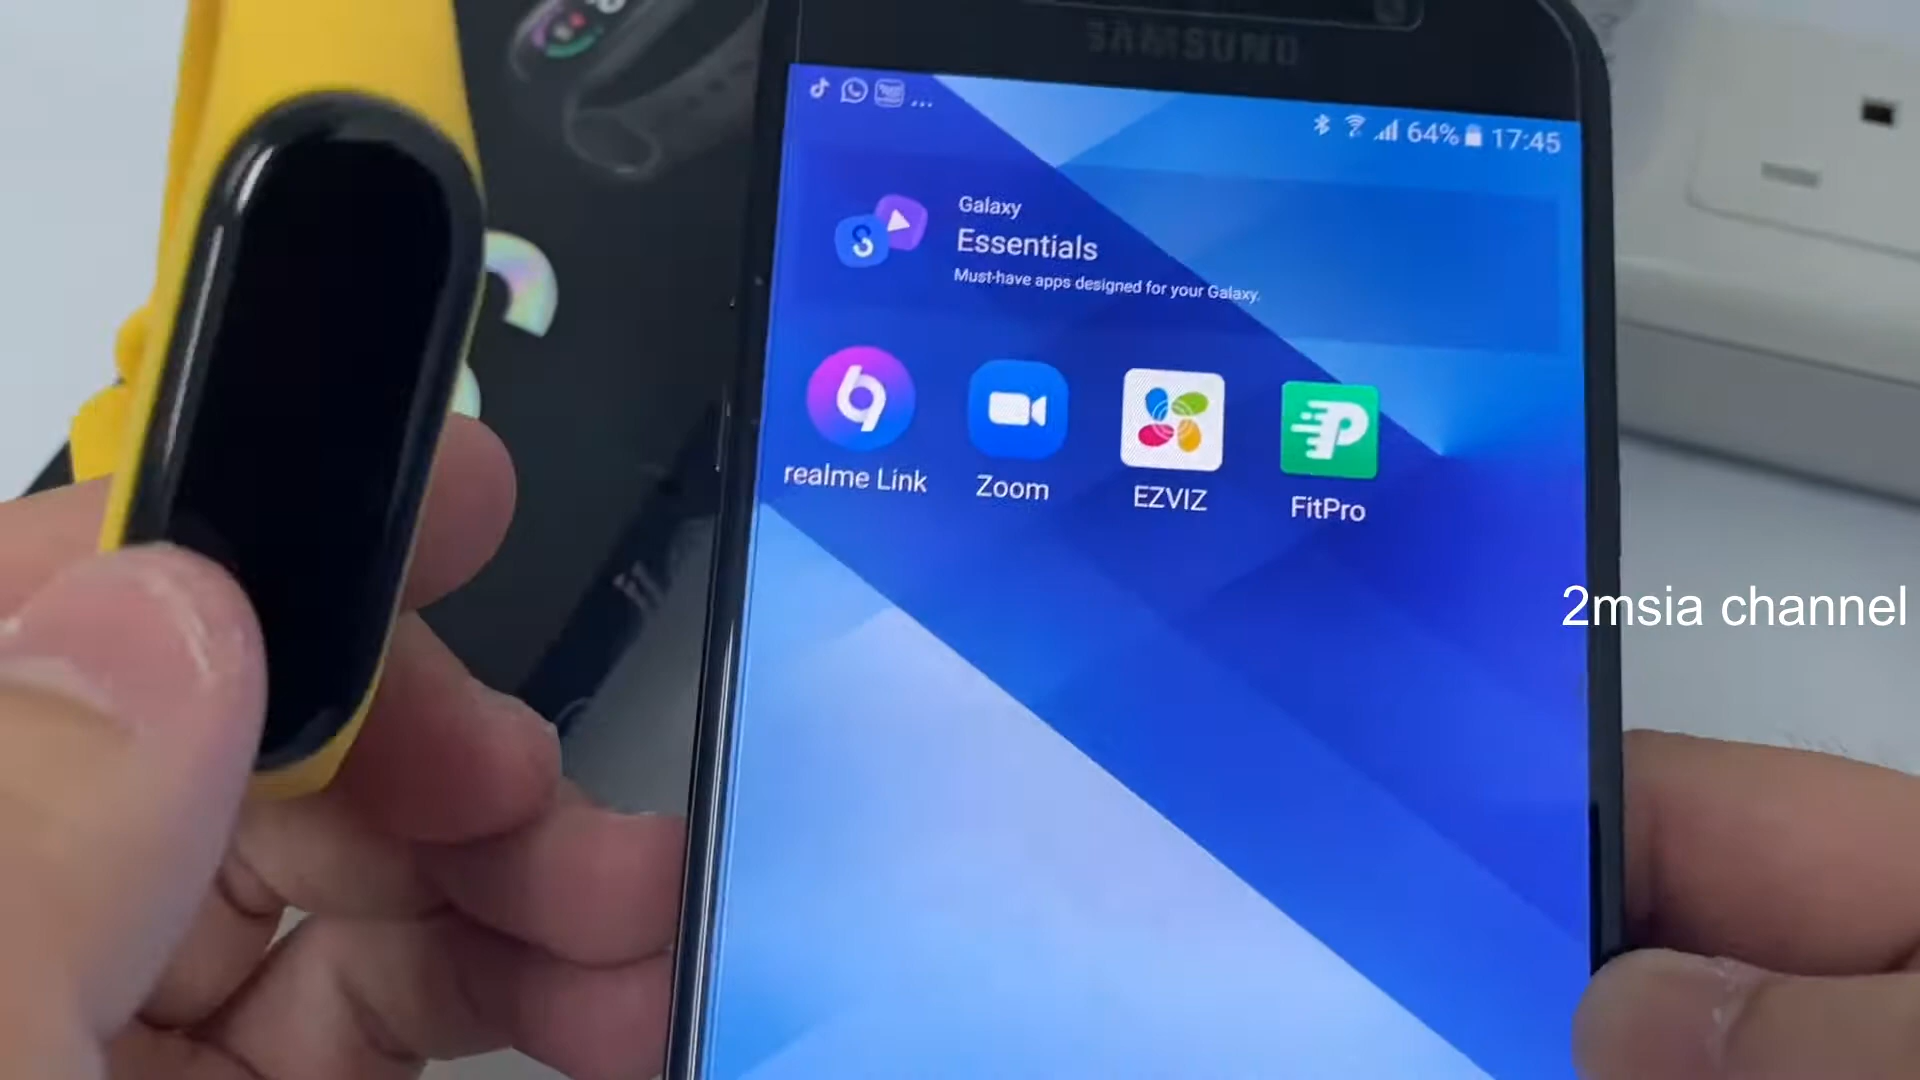 SAMSUNG
64% 17:45
Galaxy
Essentials
Must-have apps designed for your Galaxy.
realme Link
Zoom
EZVIZ
FitPro
2msia channel